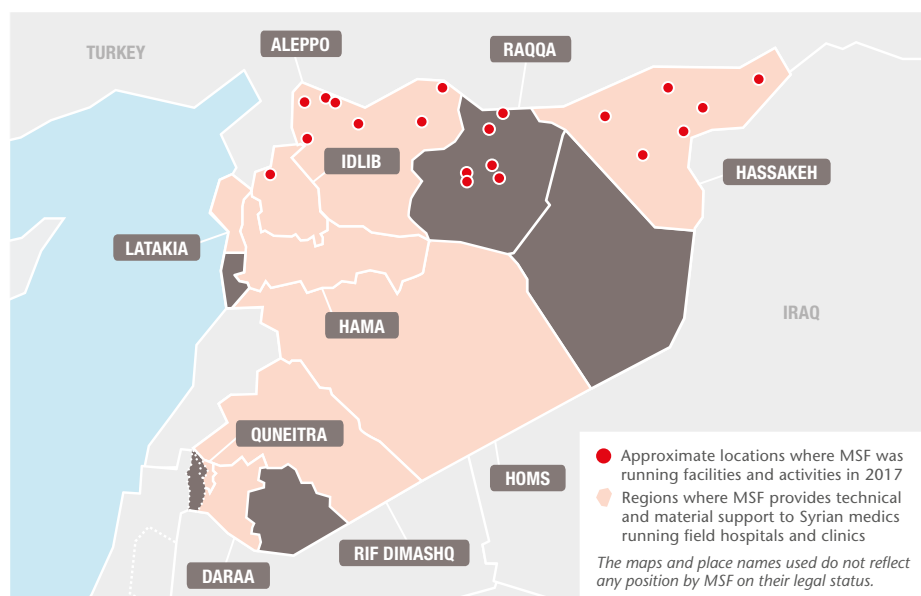 TURKEY
ALEPPO
RAQQA
IDLIB
HASSAKEH
LATAKIA
IRAQ
HAMA
QUNEITRA
HOMS
RIF DIMASHQ
DARAA
Approximate locations where MSF was
running facilities and activities in 2017
Regions where MSF provides technical
and material support to Syrian medics
running field hospitals and clinics
The maps and place names used do not reflect
any position by MSF on their legal status.